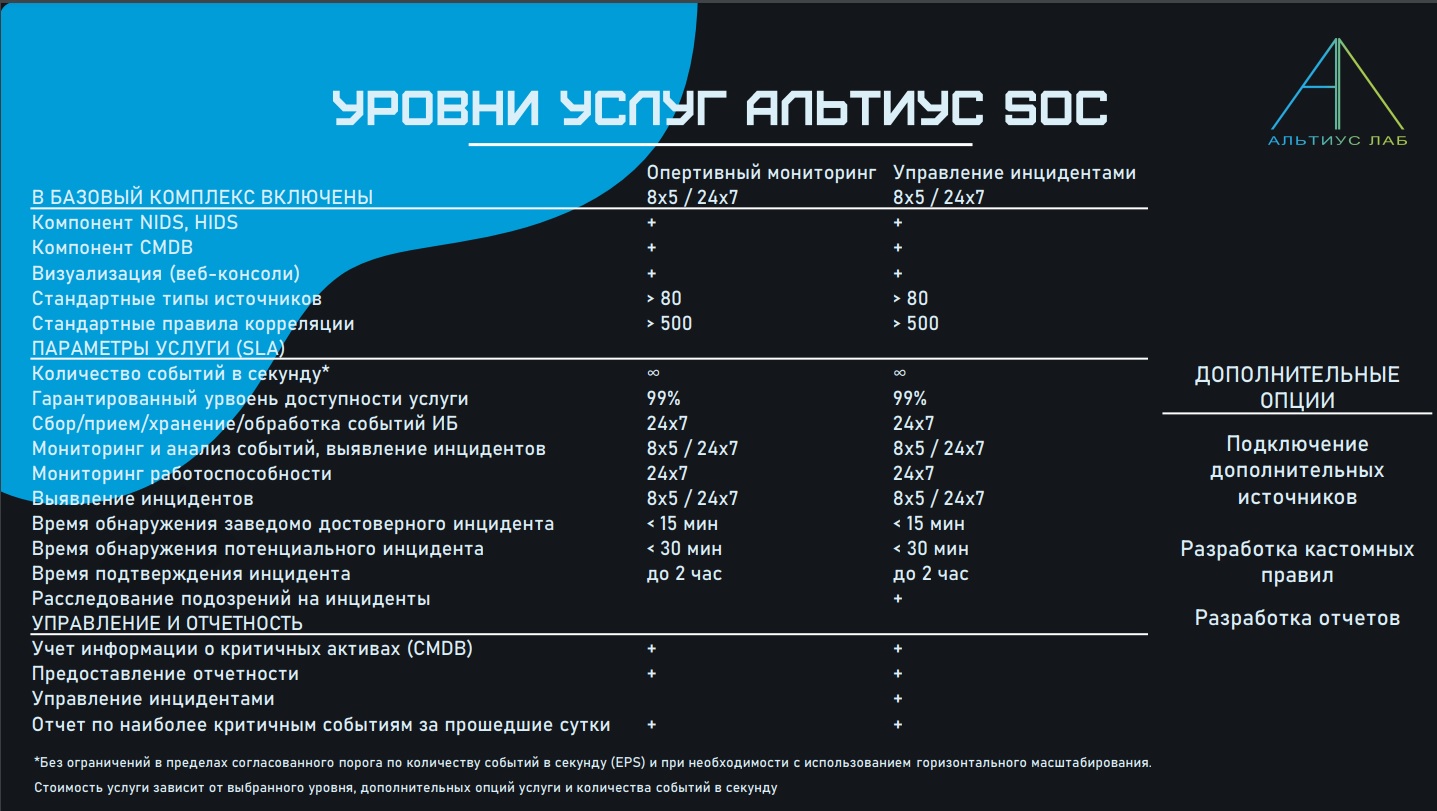 УРОВНИ УСЛУГ АЛЬТИУС SOC
АЛЬТИУС ЛАБ
Опертивный мониторинг Управление инцидентами
В БАЗОВЫЙ КОМПЛЕКС ВКЛЮЧЕНЫ 8x5 / 24x7 8x5 / 24x7
Компонент NIDS, HIDS + +
Компонент CMDB + +
Визуализация (веб-консоли) + +
Стандартные типы источников > 80 > 80
Стандартные правила корреляции > 500 > 500
ПАРАМЕТРЫ УСЛУГИ (SLA)
Количество событий в секунду* ∞ ∞
Гарантированный урвоень доступности услуги 99% 99%
Сбор/прием/хранение/обработка событий ИБ 24x7 24x7
Мониторинг и анализ событий, выявление инцидентов 8x5 / 24x7 8x5 / 24x7
Мониторинг работоспособности 24x7 24x7
Выявление инцидентов 8x5 / 24x7 8x5 / 24x7
Время обнаружения заведомо достоверного инцидента < 15 мин < 15 мин
Время обнаружения потенциального инцидента < 30 мин < 30 мин
Время подтверждения инцидента до 2 час до 2 час
Расследование подозрений на инциденты +
УПРАВЛЕНИЕ И ОТЧЕТНОСТЬ
Учет информации о критичных активах (CMDB) + +
Предоставление отчетности + +
Управление инцидентами +
Отчет по наиболее критичным событиям за прошедшие сутки + +
ДОПОЛНИТЕЛЬНЫЕ
ОПЦИИ
Подключение
дополнительных
источников
Разработка кастомных
правил
Разработка отчетов
*Без ограничений в пределах согласованного порога по количеству событий в секунду (EPS) и при необходимости с использованием горизонтального масштабирования.
Стоимость услуги зависит от выбранного уровня, дополнительных опций услуги и количества событий в секунду